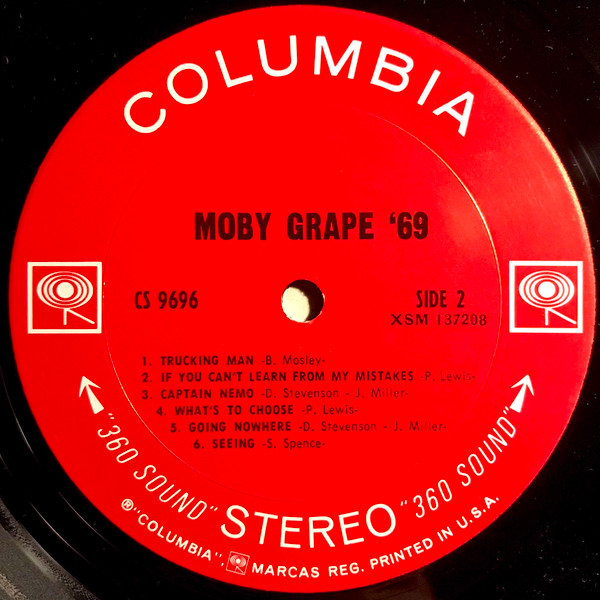 COLUMBIA
MOBY GRAPE '69
CS 9696
SIDE 2
XSM 137208
1. TRUCKING MAN -B. Mosley-
2. IF YOU CAN'T LEARN FROM MY MISTAKES -P. Lewis-
3. CAPTAIN NEMO -D. Stevenson - J. Miller-
4. WHAT'S TO CHOOSE -P. Lewis-
5. GOING NOWHERE -D. Stevenson - J. Miller-
6. SEEING -S. Spence-
"360 SOUND" STEREO "360 SOUND"
®"COLUMBIA", MARCAS REG. PRINTED IN U.S.A.